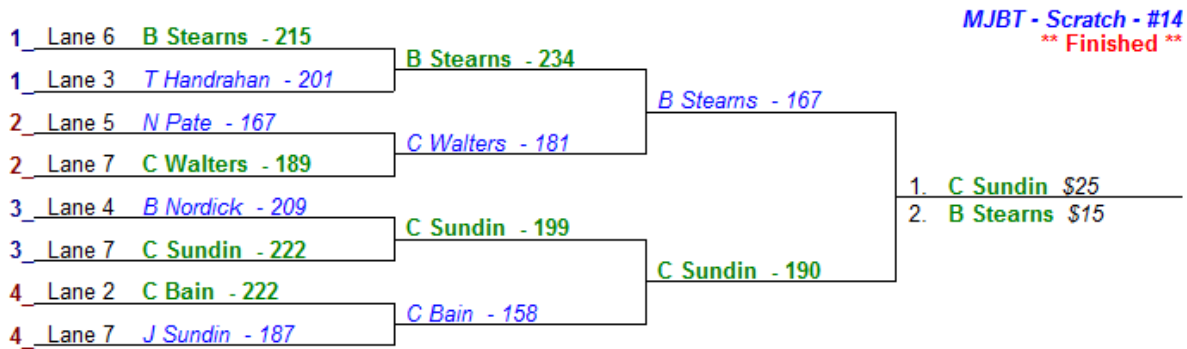 MJBT - Scratch - #14
** Finished **
1_ Lane 6 B Stearns - 215
1_ Lane 3 T Handrahan - 201
2_ Lane 5 N Pate - 167
2_ Lane 7 C Walters - 189
3_ Lane 4 B Nordick - 209
3_ Lane 7 C Sundin - 222
4_ Lane 2 C Bain - 222
4_ Lane 7 J Sundin - 187
B Stearns - 234
C Walters - 181
C Sundin - 199
C Bain - 158
B Stearns - 167
C Sundin - 190
1. C Sundin $25
2. B Stearns $15